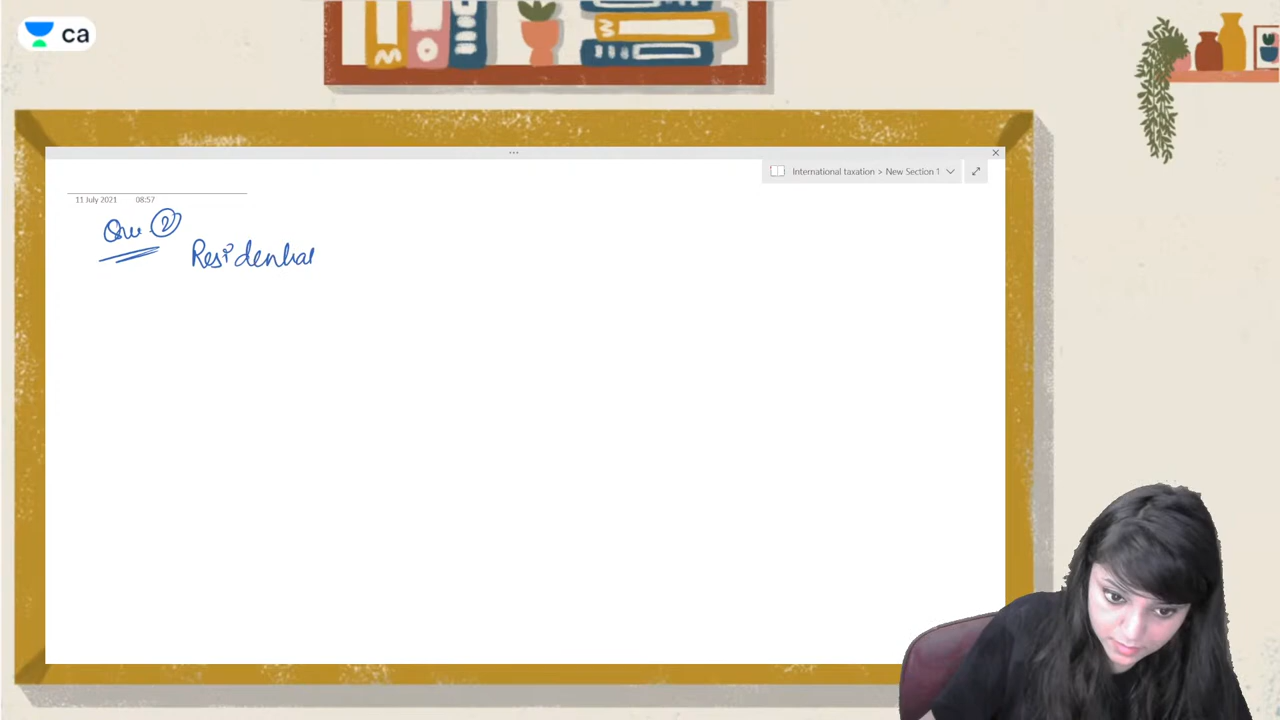 ca
...
International taxation > New Section 1
11 July 2021 08:57
Que ②
Residential